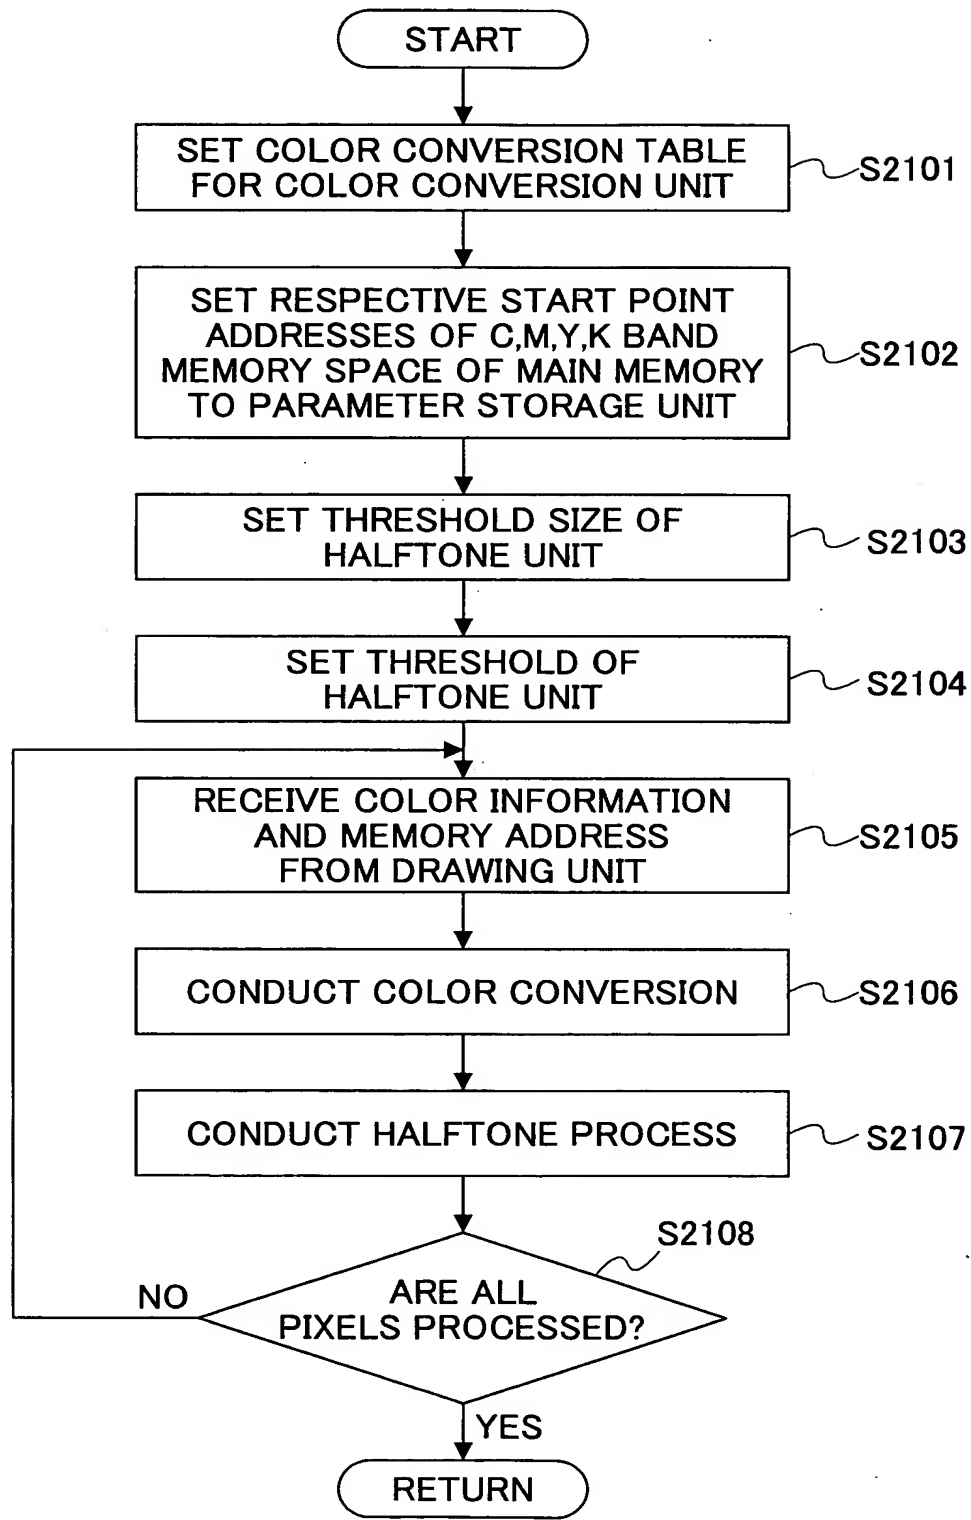 START
SET COLOR CONVERSION TABLE
FOR COLOR CONVERSION UNIT
S2101
SET RESPECTIVE START POINT
ADDRESSES OF C,M,Y,K BAND
MEMORY SPACE OF MAIN MEMORY
TO PARAMETER STORAGE UNIT
S2102
SET THRESHOLD SIZE OF
HALFTONE UNIT
S2103
SET THRESHOLD OF
HALFTONE UNIT
S2104
RECEIVE COLOR INFORMATION
AND MEMORY ADDRESS
FROM DRAWING UNIT
S2105
CONDUCT COLOR CONVERSION
S2106
CONDUCT HALFTONE PROCESS
S2107
S2108
ARE ALL
PIXELS PROCESSED?
NO
YES
RETURN